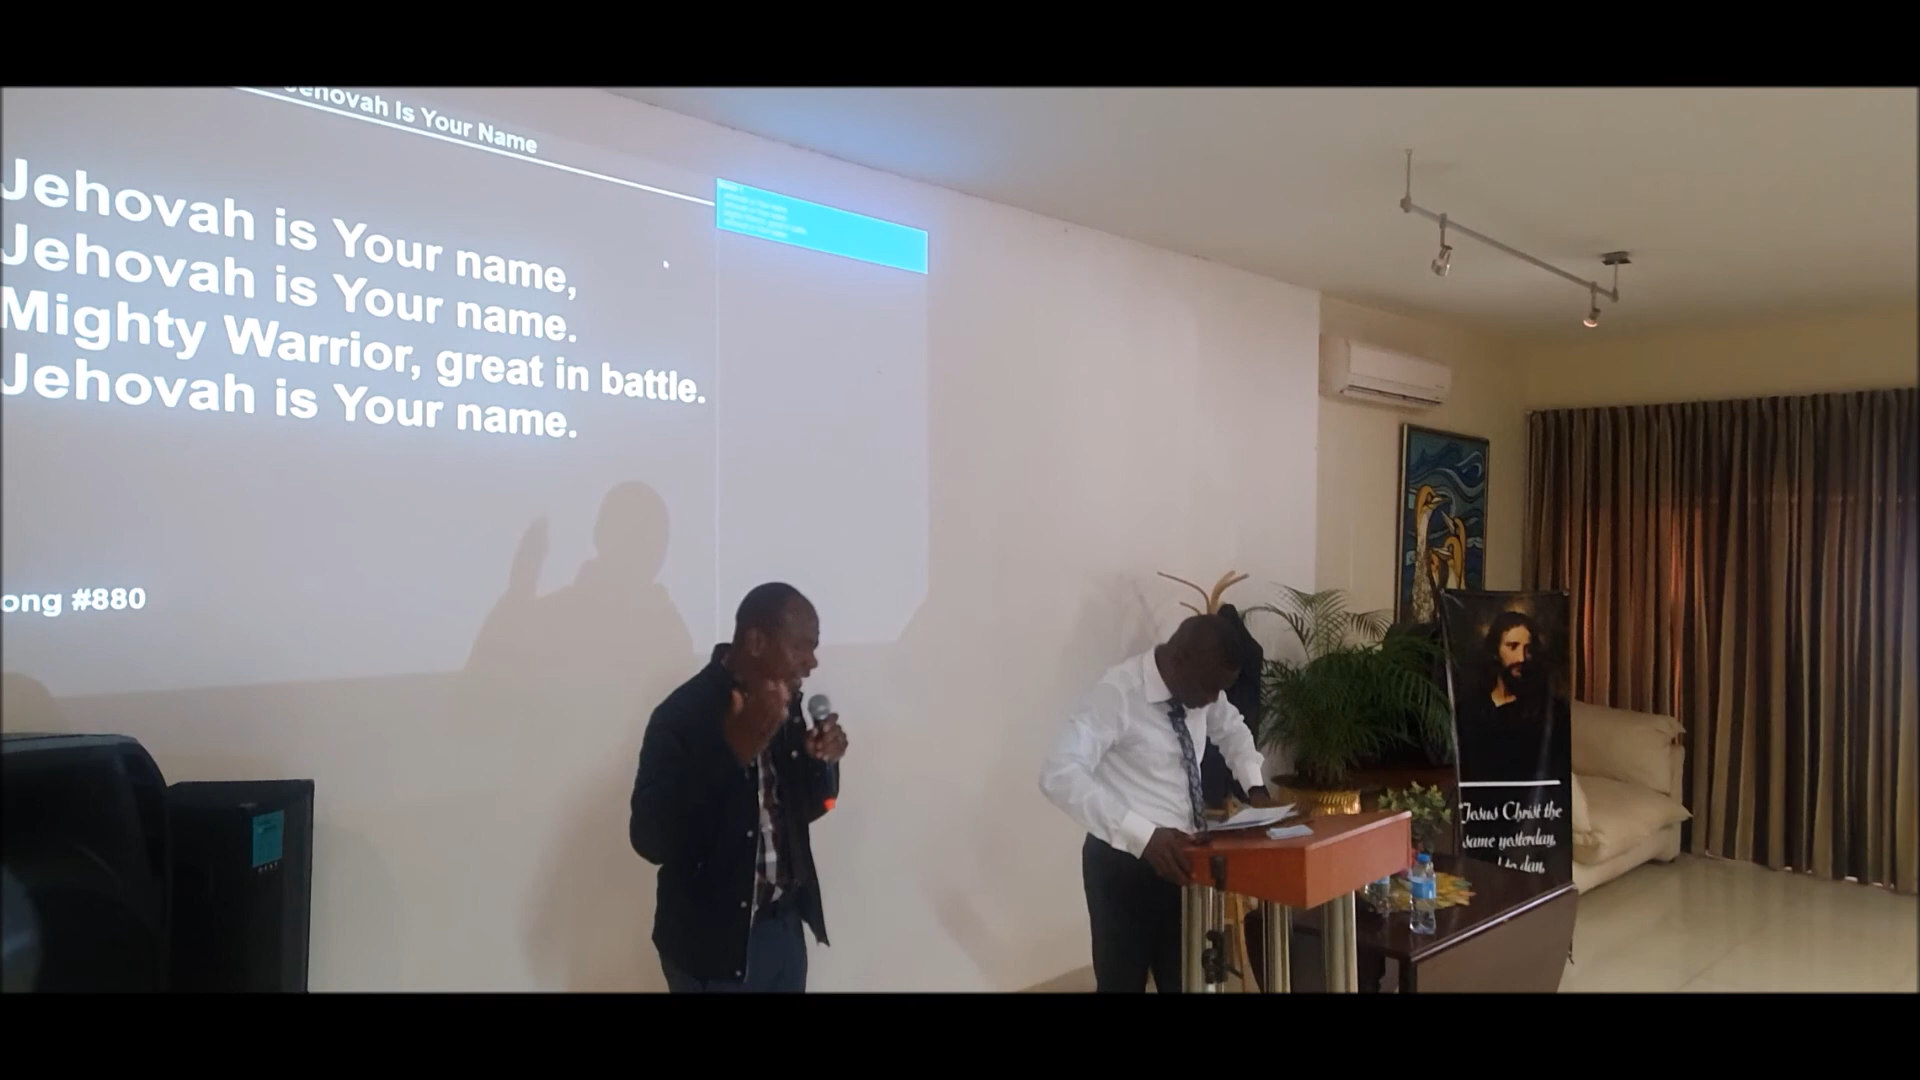 Jehovah Is Your Name
Jehovah is Your name,
Jehovah is Your name.
Mighty Warrior, great in battle.
Jehovah is Your name.
ong #880
"Jesus Christ the
same yesterday,
day,